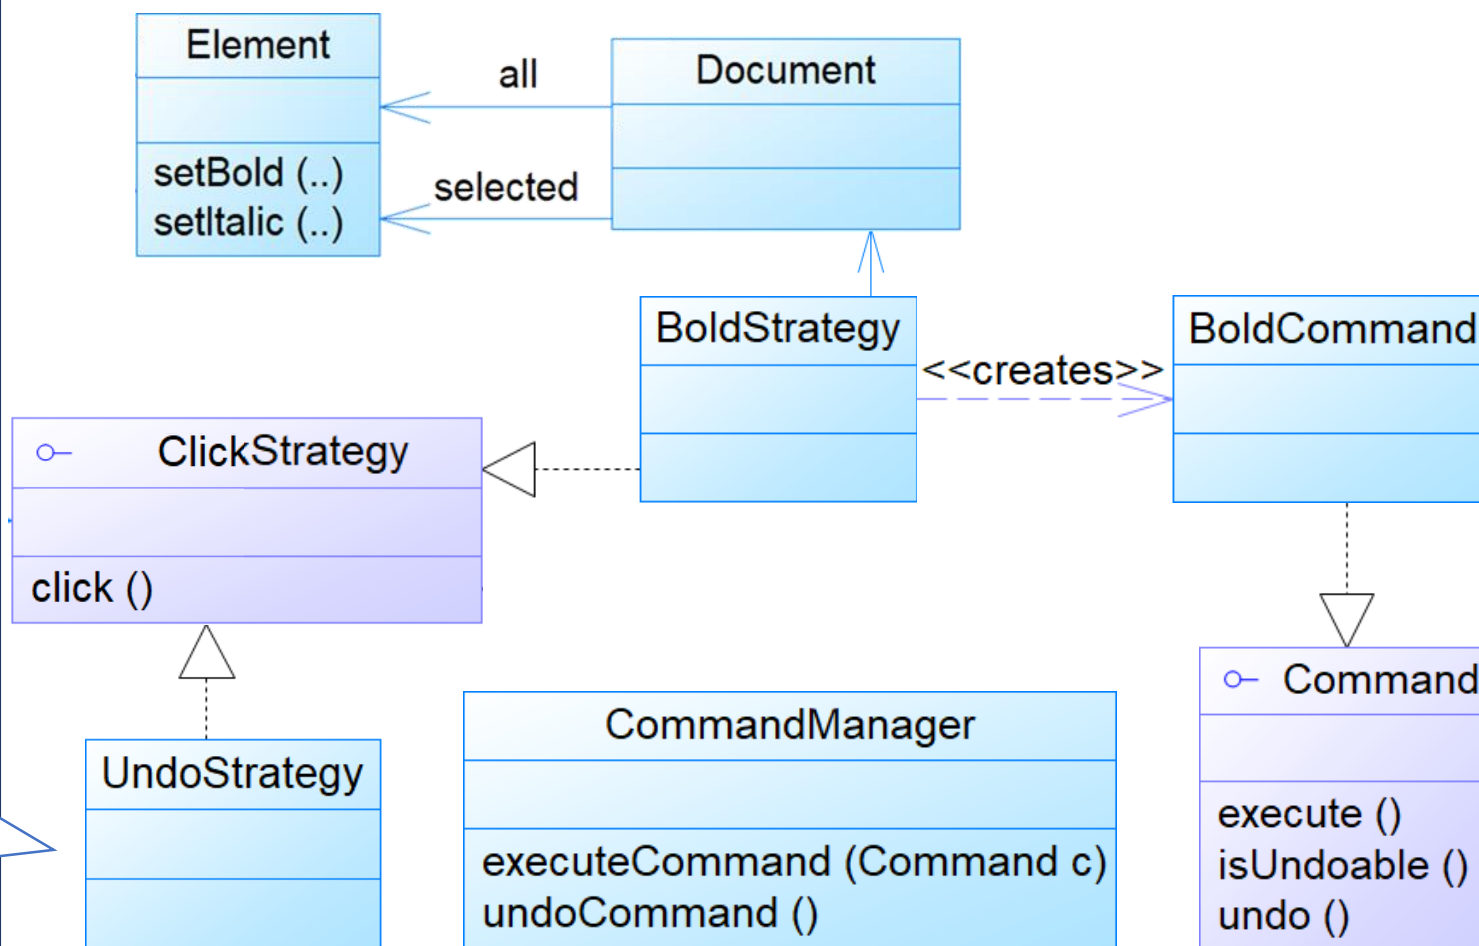 Element
setBold (..)
setItalic (..)
all
selected
Document
BoldStrategy
<<creates>>
BoldCommand
ClickStrategy
click ()
UndoStrategy
CommandManager
executeCommand (Command c)
undoCommand ()
Command
execute ()
isUndoable ()
undo ()